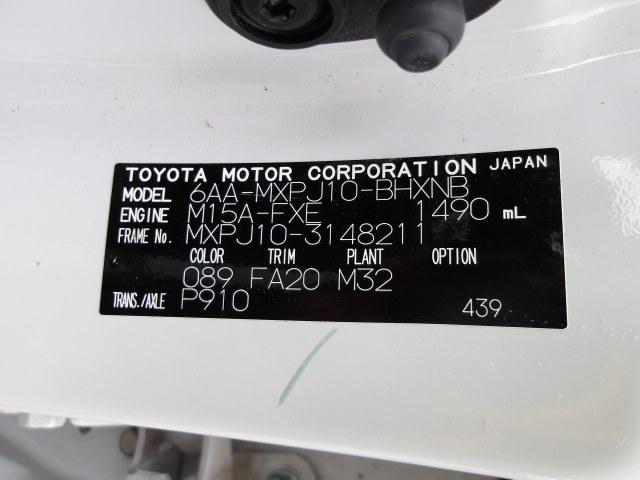 TOYOTA MOTOR CORPORATION JAPAN
MODEL 6AA-MXPJ10-BHXNB
ENGINE M15A-FXE 1490 mL
FRAME No. MXPJ10-3148211
COLOR TRIM PLANT OPTION
089 FA20 M32
TRANS./AXLE P910 439